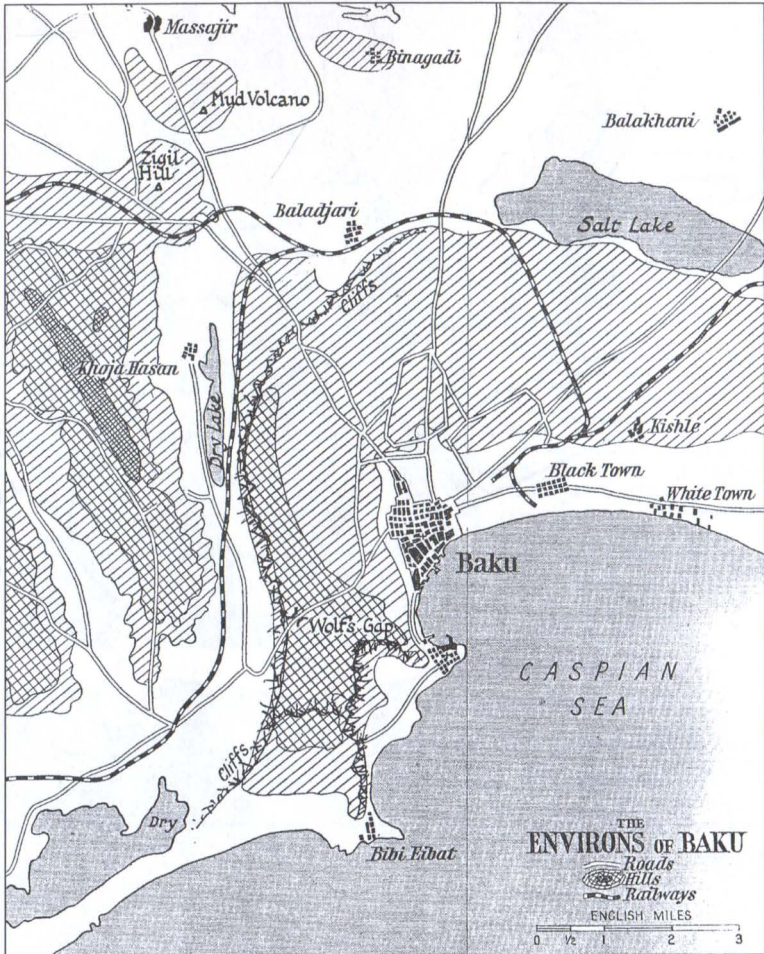 Massajir
Binagadi
Mud Volcano
Balakhani
Zigil
Hill
Baladjari
Salt Lake
Cliffs
Khoja Hasan
Dry Lake
Kishle
Black Town
White Town
Baku
Wolf's Gap
CASPIAN
SEA
Cliffs
Dry
Bibi Eibat
THE
ENVIRONS OF BAKU
Roads
Hills
Railways
ENGLISH MILES
0 ½ 1 2 3